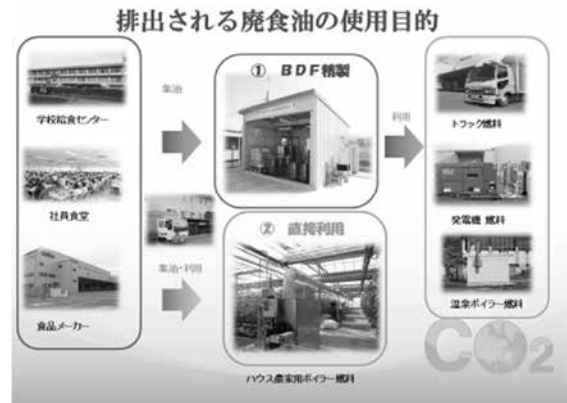 排出される廃食油の使用目的
学校給食センター
社員食堂
食品メーカー
集油
集油・利用
① BDF精製
② 直接利用
ハウス農家用ボイラー燃料
利用
トラック燃料
発電機 燃料
温泉ボイラー燃料
CO2